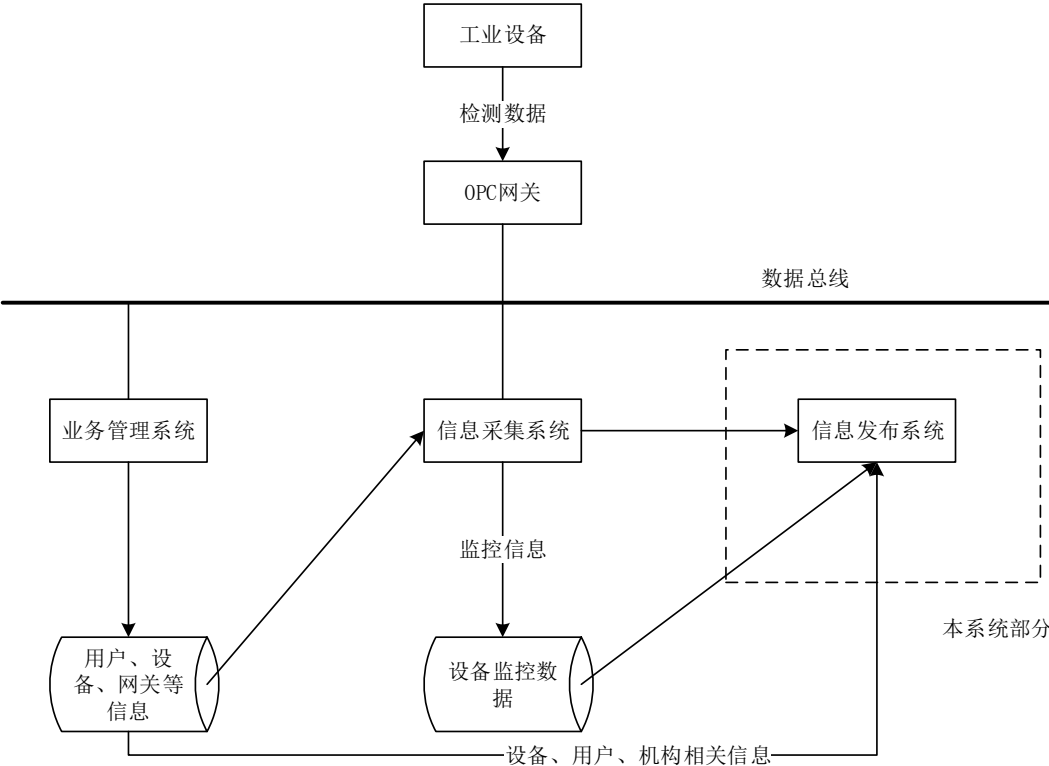 工业设备
检测数据
OPC网关
数据总线
业务管理系统
信息采集系统
信息发布系统
监控信息
本系统部分
用户、设
备、网关等
信息
设备监控数
据
设备、用户、机构相关信息